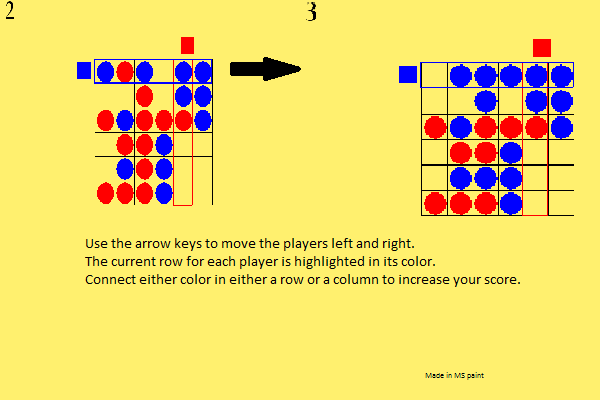 2
3
Use the arrow keys to move the players left and right.
The current row for each player is highlighted in its color.
Connect either color in either a row or a column to increase your score.
Made in MS paint